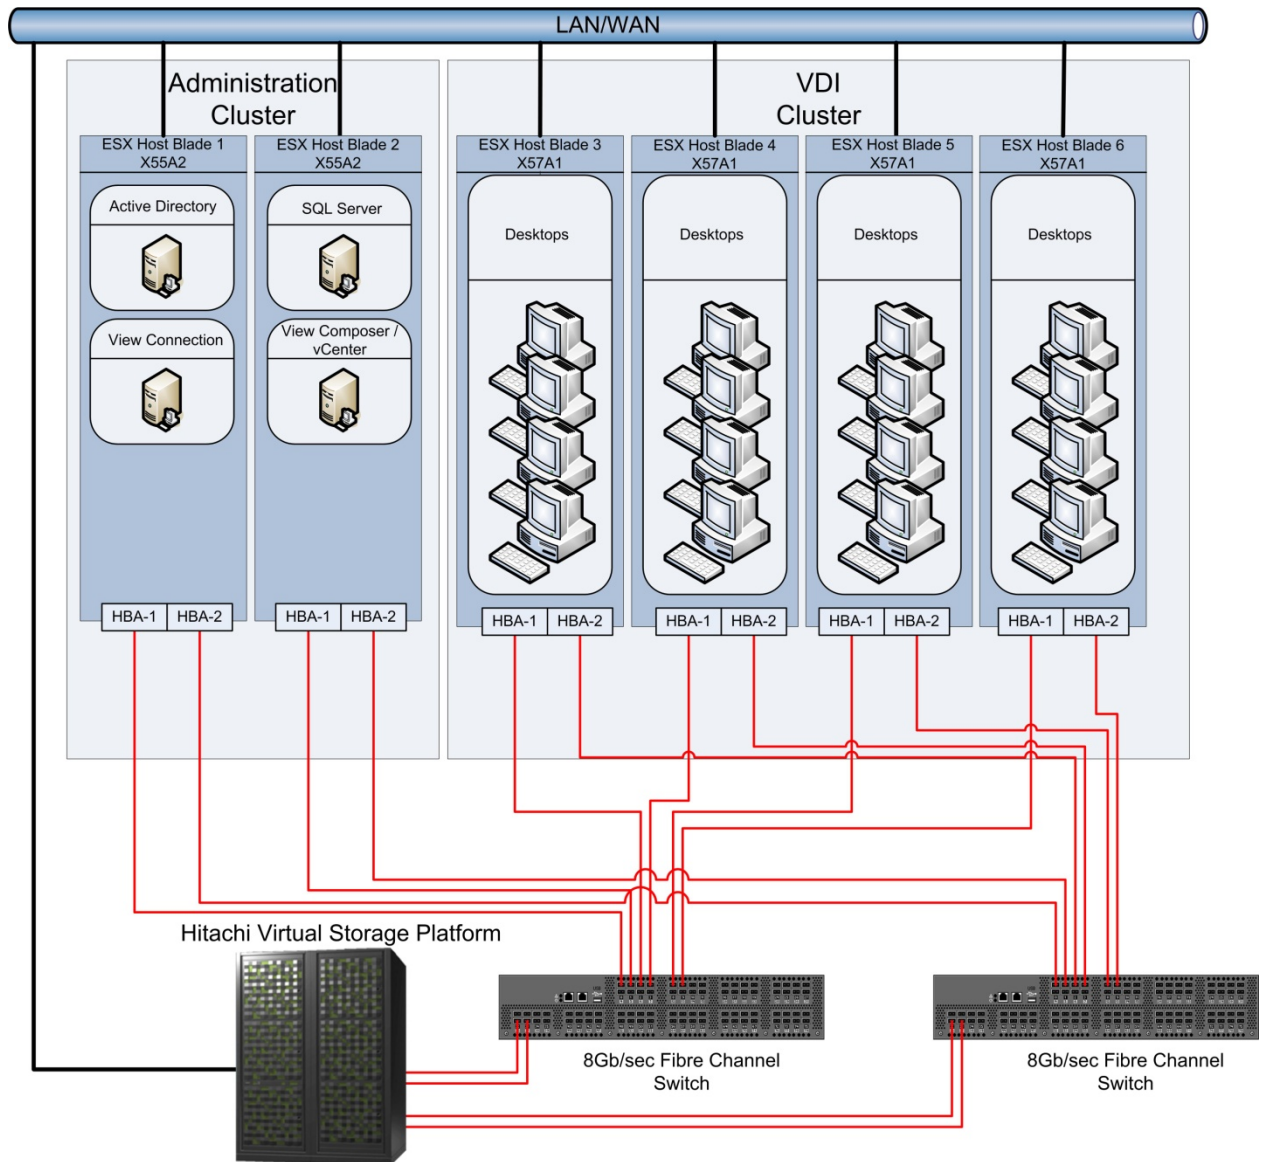 LAN/WAN
Administration
Cluster
VDI
Cluster
ESX Host Blade 1
X55A2
ESX Host Blade 2
X55A2
ESX Host Blade 3
X57A1
ESX Host Blade 4
X57A1
ESX Host Blade 5
X57A1
ESX Host Blade 6
X57A1
Active Directory
SQL Server
Desktops
Desktops
Desktops
Desktops
View Connection
View Composer /
vCenter
HBA-1 HBA-2
HBA-1 HBA-2
HBA-1 HBA-2
HBA-1 HBA-2
HBA-1 HBA-2
HBA-1 HBA-2
Hitachi Virtual Storage Platform
8Gb/sec Fibre Channel
Switch
8Gb/sec Fibre Channel
Switch